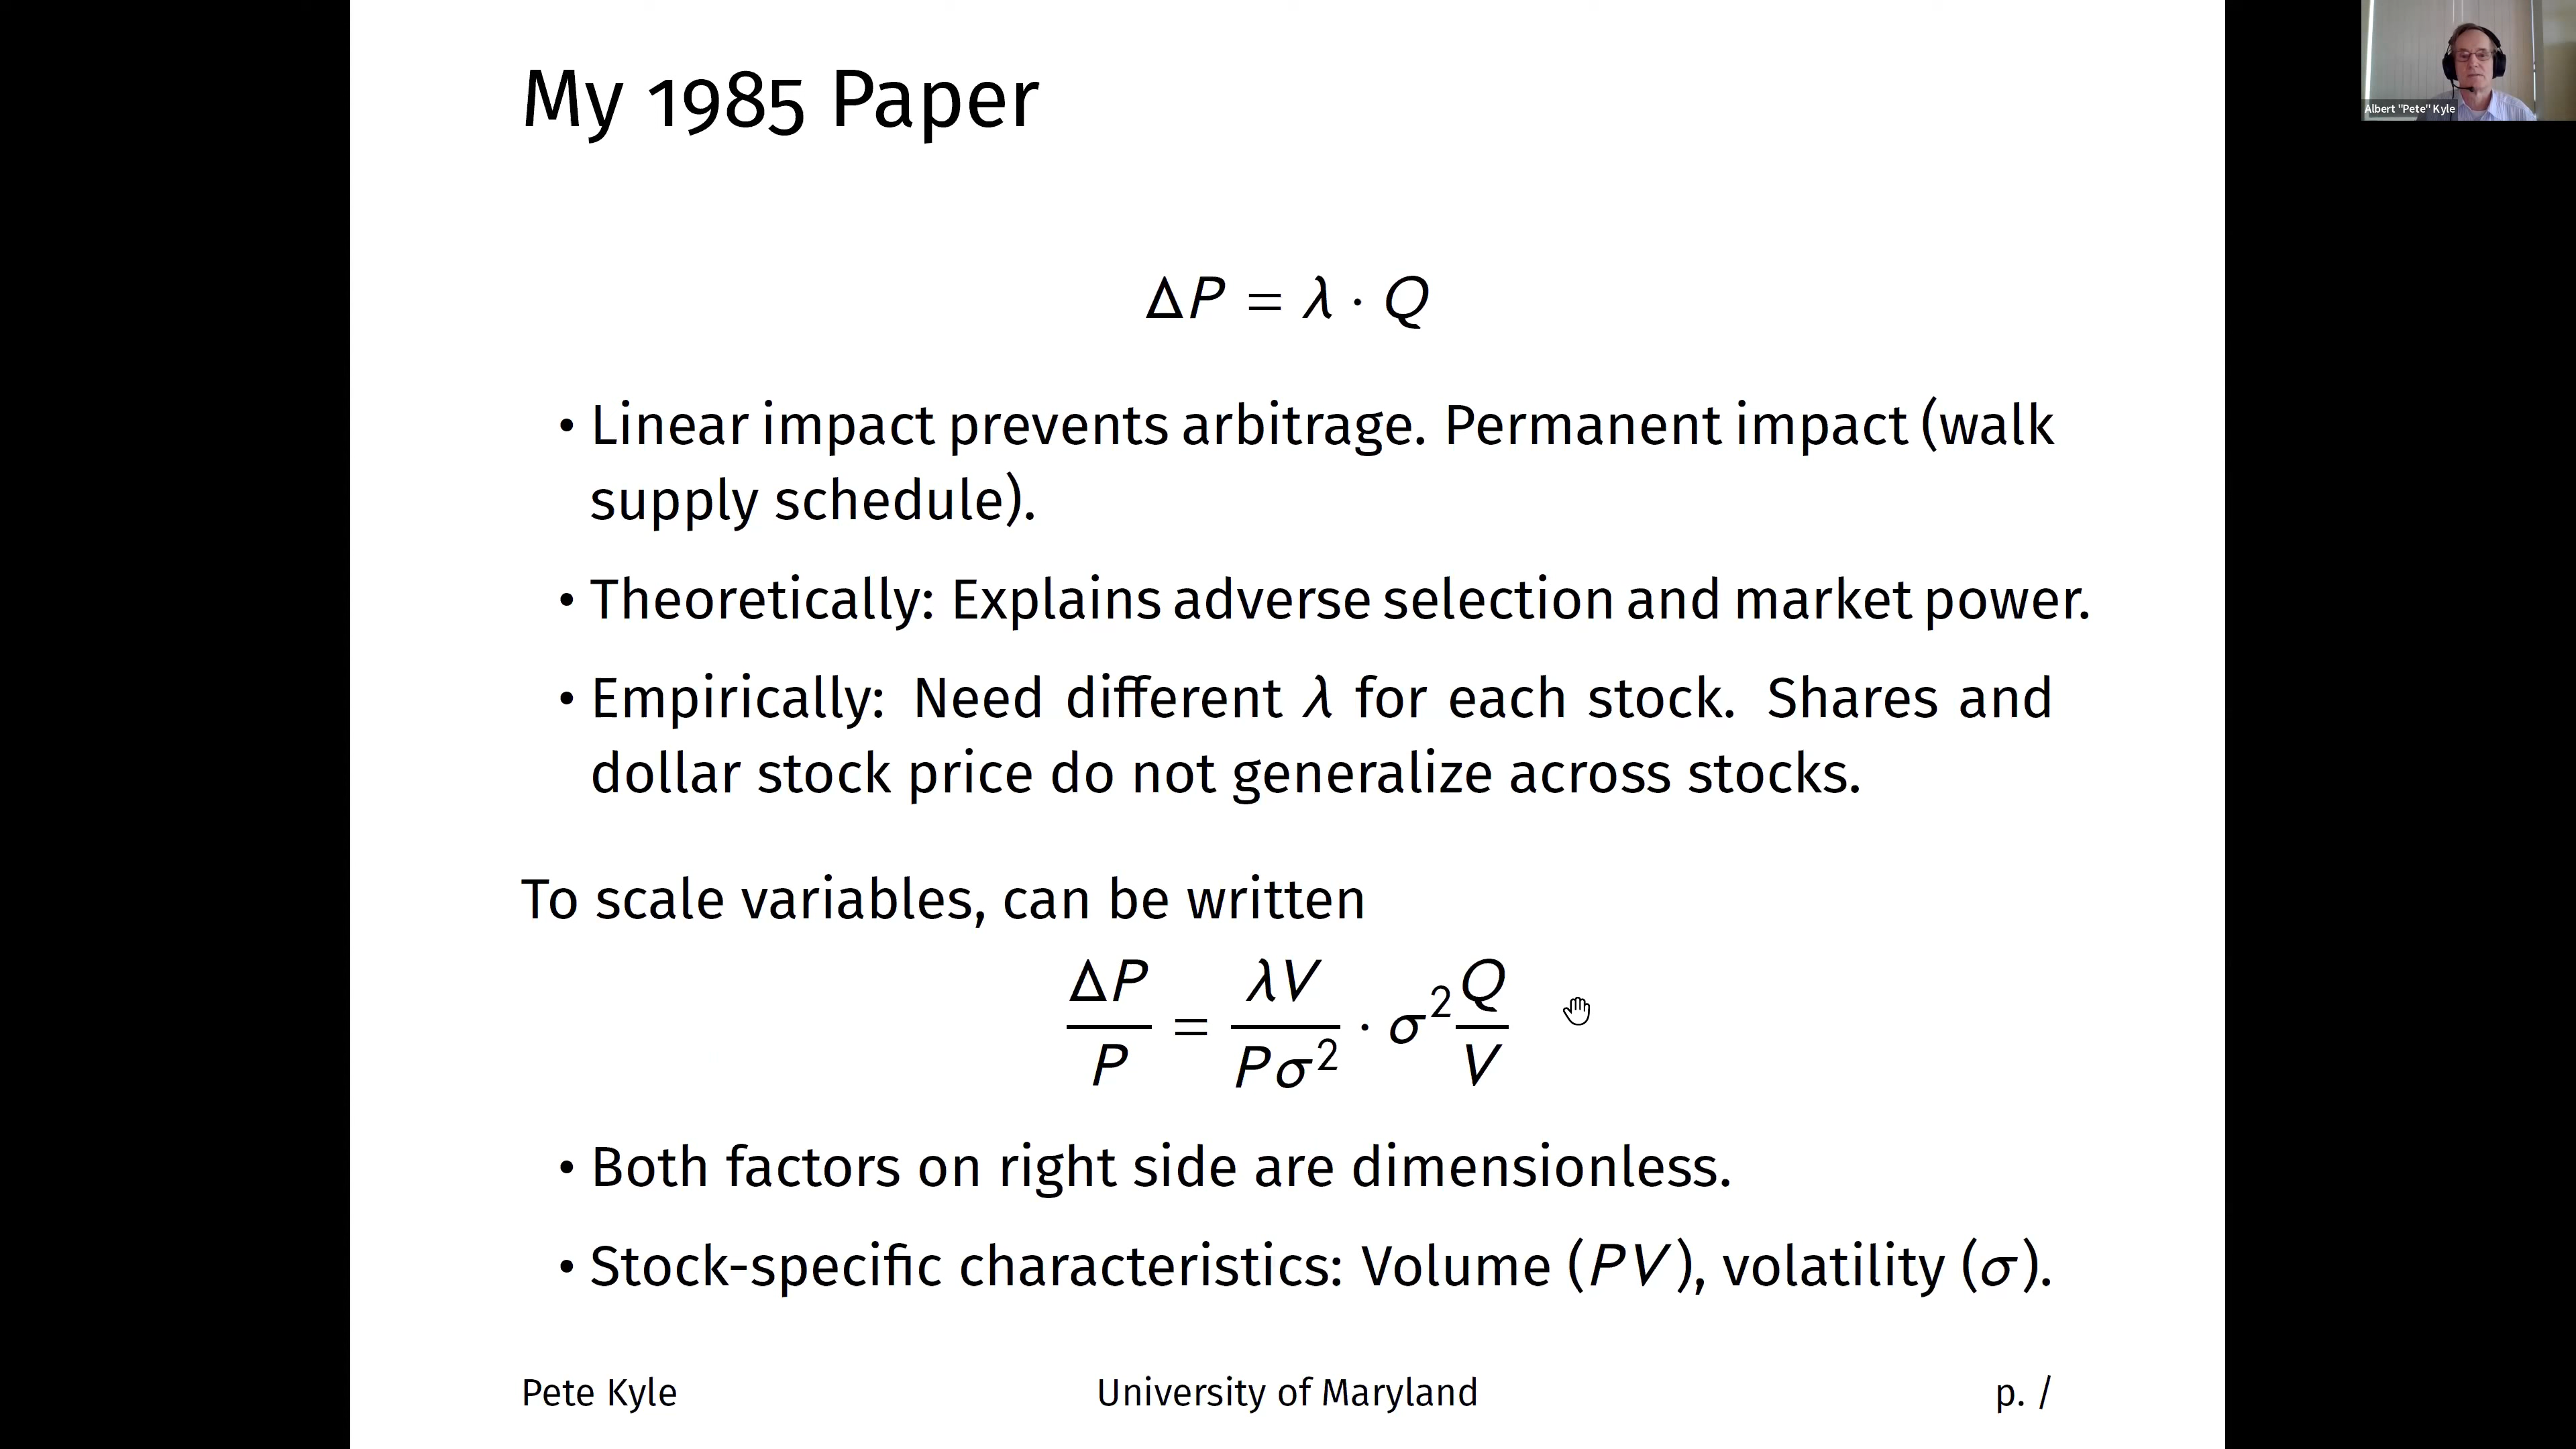 My 1985 Paper
Albert "Pete" Kyle
ΔP = λ · Q
• Linear impact prevents arbitrage. Permanent impact (walk
supply schedule).
• Theoretically: Explains adverse selection and market power.
• Empirically: Need different λ for each stock. Shares and
dollar stock price do not generalize across stocks.
To scale variables, can be written
ΔP/P = λV/Pσ² · σ² Q/V
• Both factors on right side are dimensionless.
• Stock-specific characteristics: Volume (PV), volatility (σ).
Pete Kyle University of Maryland p. /